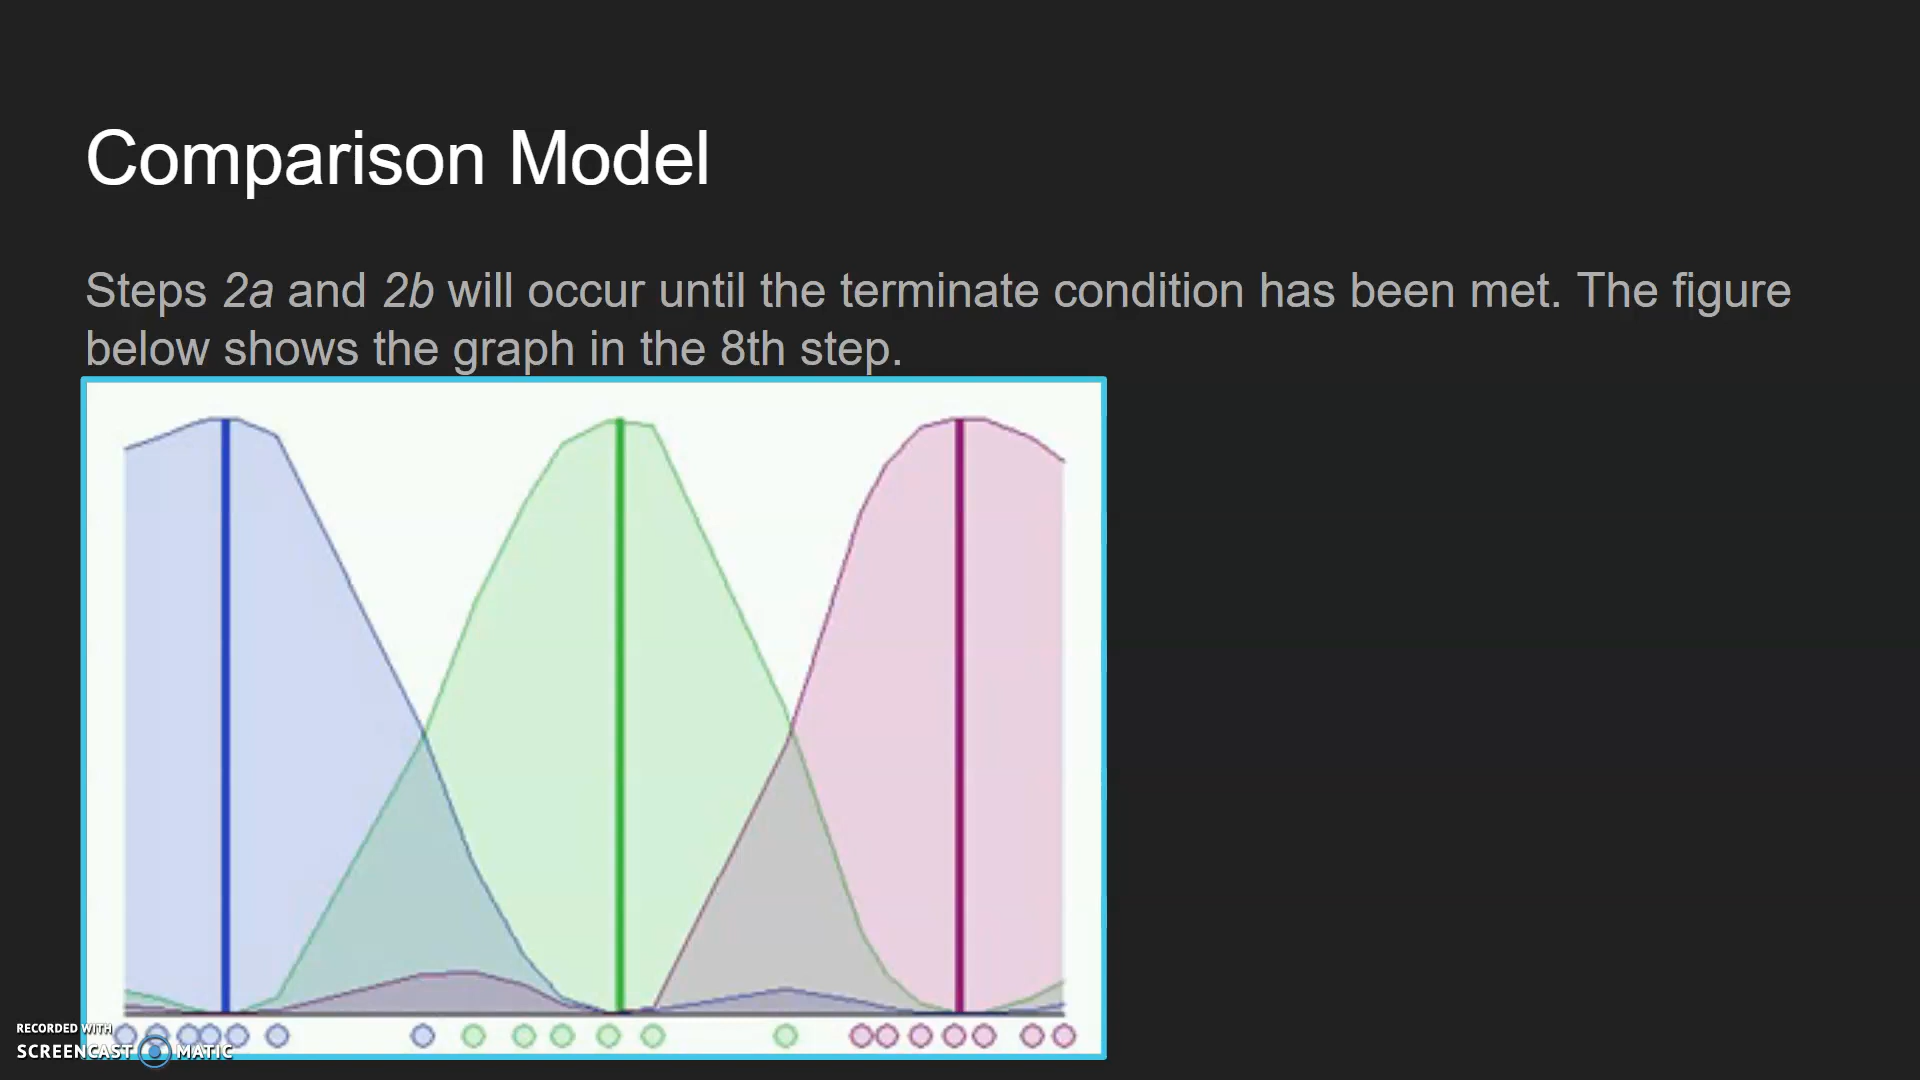 Comparison Model
Steps 2a and 2b will occur until the terminate condition has been met. The figure
below shows the graph in the 8th step.
RECORDED WITH
SCREENCAST MATIC